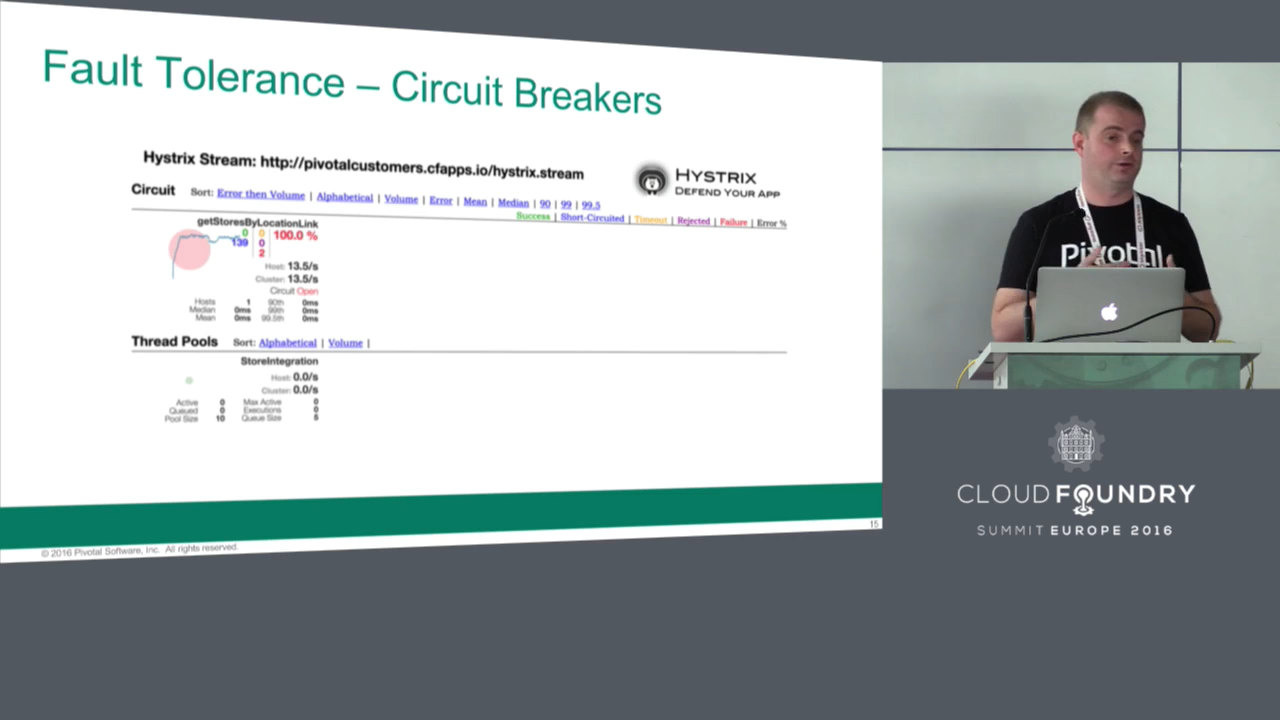 Fault Tolerance – Circuit Breakers
Hystrix Stream: http://pivotalcustomers.cfapps.io/hystrix.stream
HYSTRIX
DEFEND YOUR APP
Circuit Sort: Error then Volume | Alphabetical | Volume | Error | Mean | Median | 90 | 99 | 99.5
Success | Short-Circuited | Timeout | Rejected | Failure | Error %
getStoresByLocationLink
0 0 100.0 %
139 0
2
Host: 13.5/s
Cluster: 13.5/s
Circuit Open
Hosts 1 90th 0ms
Median 0ms 99th 0ms
Mean 0ms 99.5th 0ms
Thread Pools Sort: Alphabetical | Volume |
StoreIntegration
Host: 0.0/s
Cluster: 0.0/s
Active 0 Max Active 0
Queued 0 Executions 0
Pool Size 10 Queue Size 5
15
© 2016 Pivotal Software, Inc. All rights reserved.
Pivotal
CLOUD FOUNDRY
SUMMIT EUROPE 2016